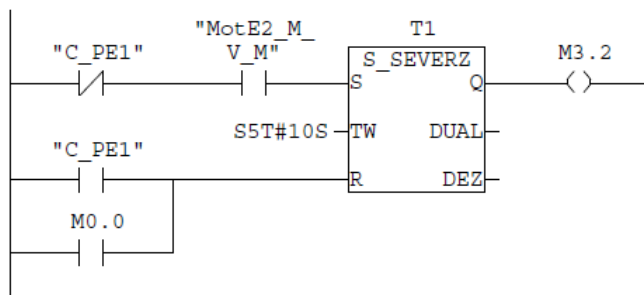 "MotE2_M_ T1
"C_PE1" V_M" S_SEVERZ M3.2
S Q
S5T#10S TW DUAL
"C_PE1"
R DEZ
M0.0